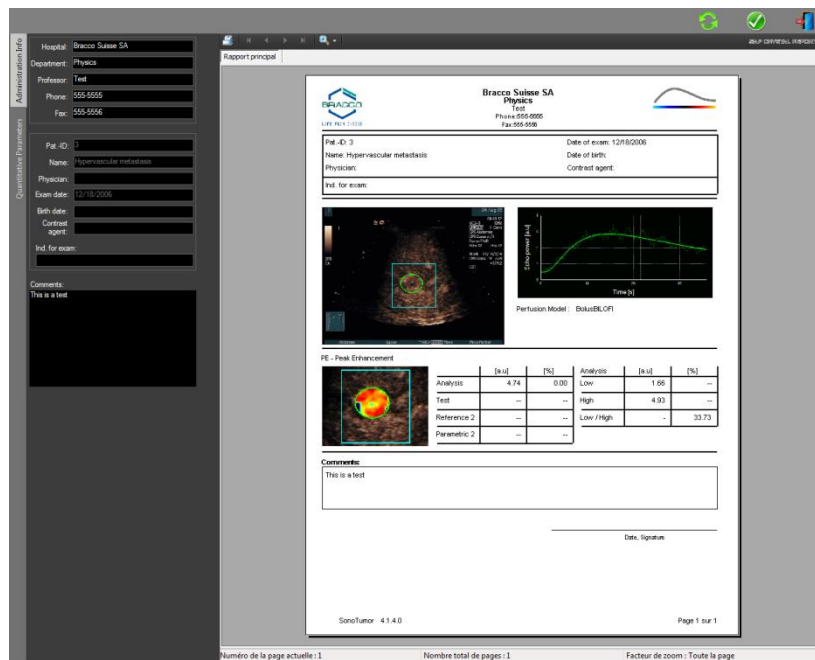 Administration Info
Quantitative Parameters
Hospital: Bracco Suisse SA
Department: Physics
Professor: Test
Phone: 555-5555
Fax: 555-5556
Pat.-ID: 3
Name: Hypervascular metastasis
Physician:
Exam date: 12/18/2006
Birth date:
Contrast
agent:
Ind. for exam:
Comments:
This is a test
Rapport principal
BRACCO
LIFE FROM INSIDE
Bracco Suisse SA
Physics
Test
Phone:555-5555
Fax:555-5556
Pat.-ID: 3 Date of exam: 12/18/2006
Name: Hypervascular metastasis Date of birth:
Physician: Contrast agent:
Ind. for exam:
Echo-power [a.u]
Time [s]
Perfusion Model : BolusBILOFI
PE - Peak Enhancement
[a.u] [%] Analysis [a.u] [%]
Analysis 4.74 0.00 Low 1.66 --
Test -- -- High 4.93 --
Reference 2 -- -- Low / High - 33.73
Parametric 2 -- --
Comments:
This is a test
Date, Signature
SonoTumor 4.1.4.0 Page 1 sur 1
Numéro de la page actuelle : 1 Nombre total de pages : 1 Facteur de zoom : Toute la page